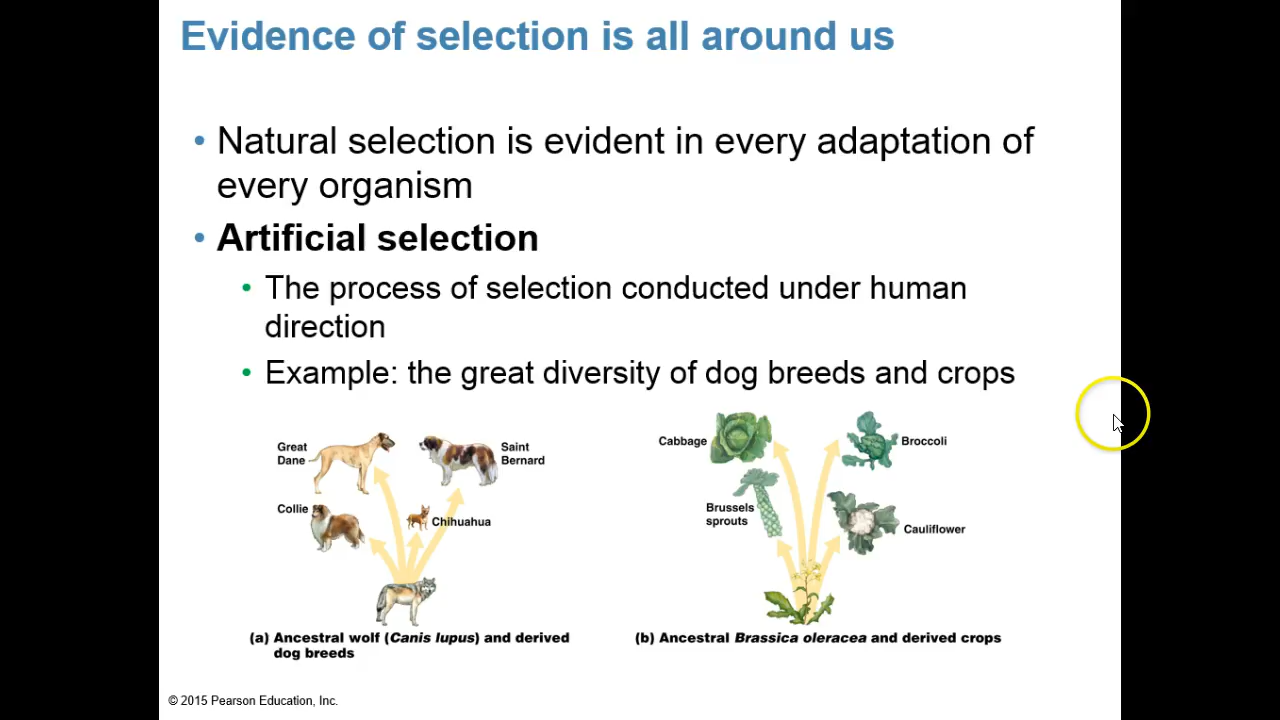 Evidence of selection is all around us
• Natural selection is evident in every adaptation of
every organism
• Artificial selection
• The process of selection conducted under human
direction
• Example: the great diversity of dog breeds and crops
Great
Dane
Saint
Bernard
Collie
Chihuahua
(a) Ancestral wolf (Canis lupus) and derived
dog breeds
Cabbage
Broccoli
Brussels
sprouts
Cauliflower
(b) Ancestral Brassica oleracea and derived crops
© 2015 Pearson Education, Inc.